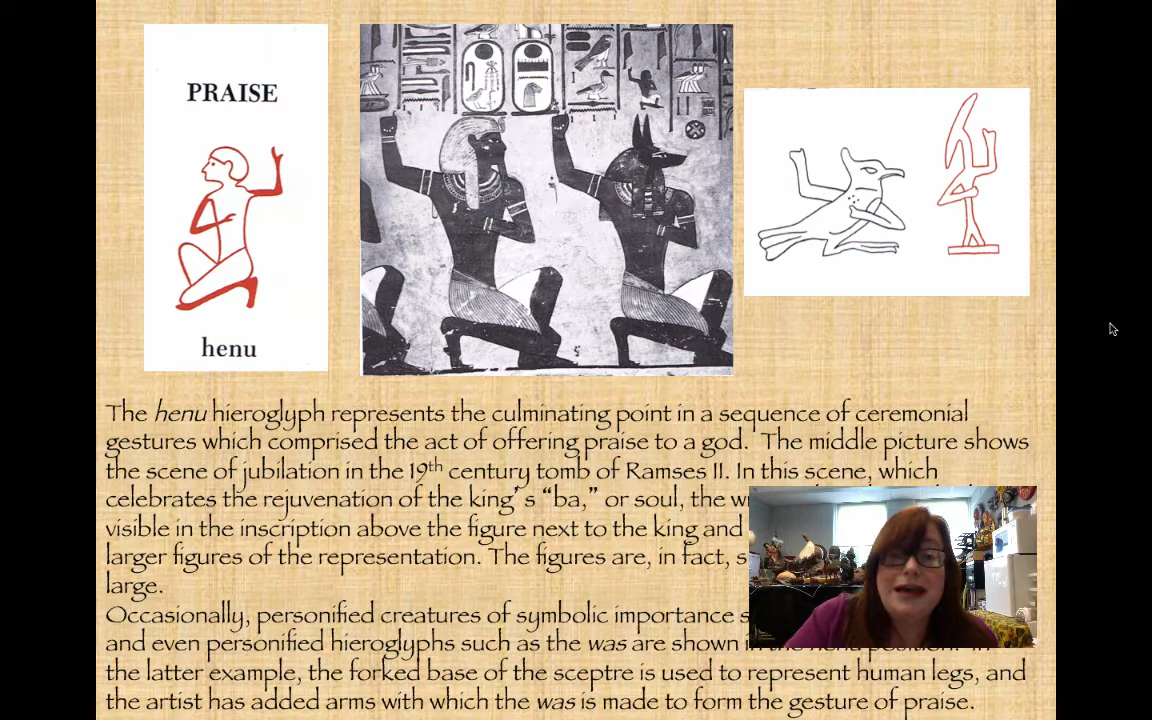 PRAISE
henu
The henu hieroglyph represents the culminating point in a sequence of ceremonial
gestures which comprised the act of offering praise to a god. The middle picture shows
the scene of jubilation in the 19th century tomb of Ramses II. In this scene, which
celebrates the rejuvenation of the king's “ba,” or soul, the
visible in the inscription above the figure next to the king and
larger figures of the representation. The figures are, in fact,
large.
Occasionally, personified creatures of symbolic importance
and even personified hieroglyphs such as the was are shown in the henu position. In
the latter example, the forked base of the sceptre is used to represent human legs, and
the artist has added arms with which the was is made to form the gesture of praise.